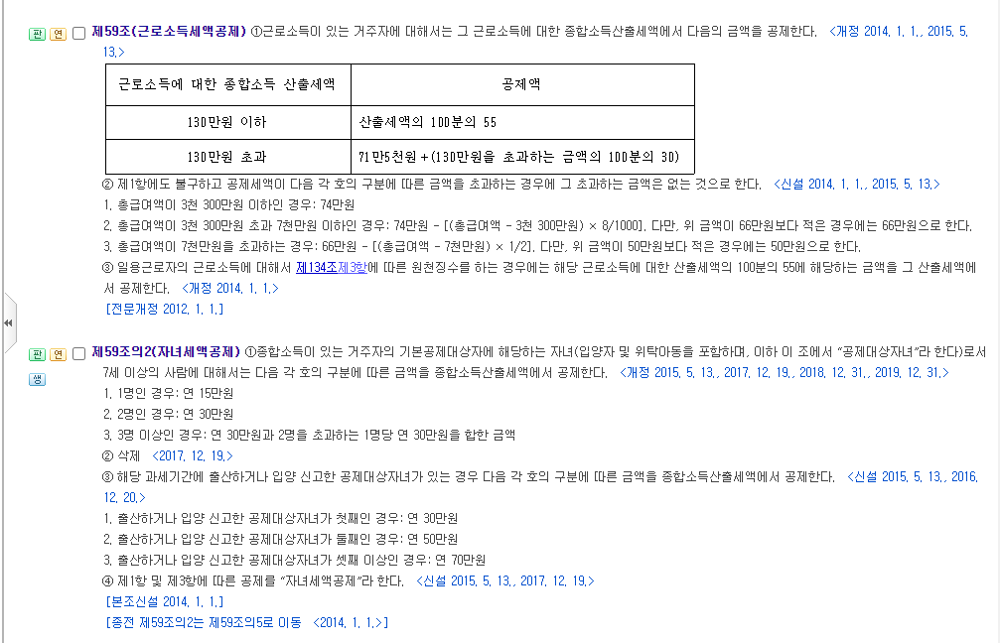 판 연 제59조(근로소득세액공제) ①근로소득이 있는 거주자에 대해서는 그 근로소득에 대한 종합소득산출세액에서 다음의 금액을 공제한다. <개정 2014. 1. 1., 2015. 5.
13.>
근로소득에 대한 종합소득 산출세액 공제액
130만원 이하 산출세액의 100분의 55
130만원 초과 71만5천원+(130만원을 초과하는 금액의 100분의 30)
② 제1항에도 불구하고 공제세액이 다음 각 호의 구분에 따른 금액을 초과하는 경우에 그 초과하는 금액은 없는 것으로 한다. <신설 2014. 1. 1., 2015. 5. 13.>
1. 총급여액이 3천 300만원 이하인 경우: 74만원
2. 총급여액이 3천 300만원 초과 7천만원 이하인 경우: 74만원 - [(총급여액 - 3천 300만원) × 8/1000]. 다만, 위 금액이 66만원보다 적은 경우에는 66만원으로 한다.
3. 총급여액이 7천만원을 초과하는 경우: 66만원 - [(총급여액 - 7천만원) × 1/2]. 다만, 위 금액이 50만원보다 적은 경우에는 50만원으로 한다.
③ 일용근로자의 근로소득에 대해서 제134조제3항에 따른 원천징수를 하는 경우에는 해당 근로소득에 대한 산출세액의 100분의 55에 해당하는 금액을 그 산출세액에
서 공제한다. <개정 2014. 1. 1.>
[전문개정 2012. 1. 1.]
판 연 제59조의2(자녀세액공제) ①종합소득이 있는 거주자의 기본공제대상자에 해당하는 자녀(입양자 및 위탁아동을 포함하며, 이하 이 조에서 “공제대상자녀”라 한다)로서
생 7세 이상의 사람에 대해서는 다음 각 호의 구분에 따른 금액을 종합소득산출세액에서 공제한다. <개정 2015. 5. 13., 2017. 12. 19., 2018. 12. 31., 2019. 12. 31.>
1. 1명인 경우: 연 15만원
2. 2명인 경우: 연 30만원
3. 3명 이상인 경우: 연 30만원과 2명을 초과하는 1명당 연 30만원을 합한 금액
② 삭제 <2017. 12. 19.>
③ 해당 과세기간에 출산하거나 입양 신고한 공제대상자녀가 있는 경우 다음 각 호의 구분에 따른 금액을 종합소득산출세액에서 공제한다. <신설 2015. 5. 13., 2016.
12. 20.>
1. 출산하거나 입양 신고한 공제대상자녀가 첫째인 경우: 연 30만원
2. 출산하거나 입양 신고한 공제대상자녀가 둘째인 경우: 연 50만원
3. 출산하거나 입양 신고한 공제대상자녀가 셋째 이상인 경우: 연 70만원
④ 제1항 및 제3항에 따른 공제를 “자녀세액공제”라 한다. <신설 2015. 5. 13., 2017. 12. 19.>
[본조신설 2014. 1. 1.]
[종전 제59조의2는 제59조의5로 이동 <2014. 1. 1.>]